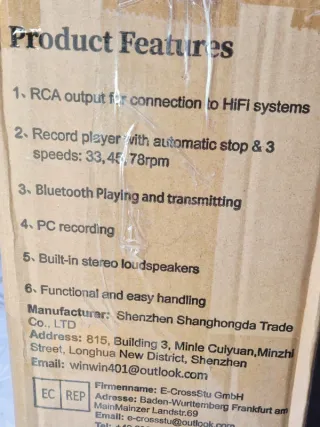 Product Features
1、RCA output for connection to HiFi systems
2、Record player with automatic stop & 3
speeds: 33,45,78rpm
3、Bluetooth Playing and transmitting
4、PC recording
5、Built-in stereo loudspeakers
6、Functional and easy handling
Manufacturer: Shenzhen Shanghongda Trade
Co., LTD
Address: 815, Building 3, Minle Cuiyuan,Minzhi
Street, Longhua New District, Shenzhen
Email: winwin401@outlook.com
EC REP
Firmenname: E-CrossStu GmbH
Adresse: Baden-Wurttemberg Frankfurt am
MainMainzer Landstr.69
Email: e-crossstu@outlook.com
Tel: